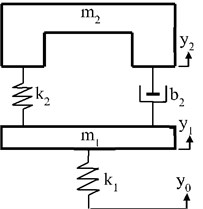 m₂
y₂
k₂
b₂
y₁
m₁
k₁
y₀